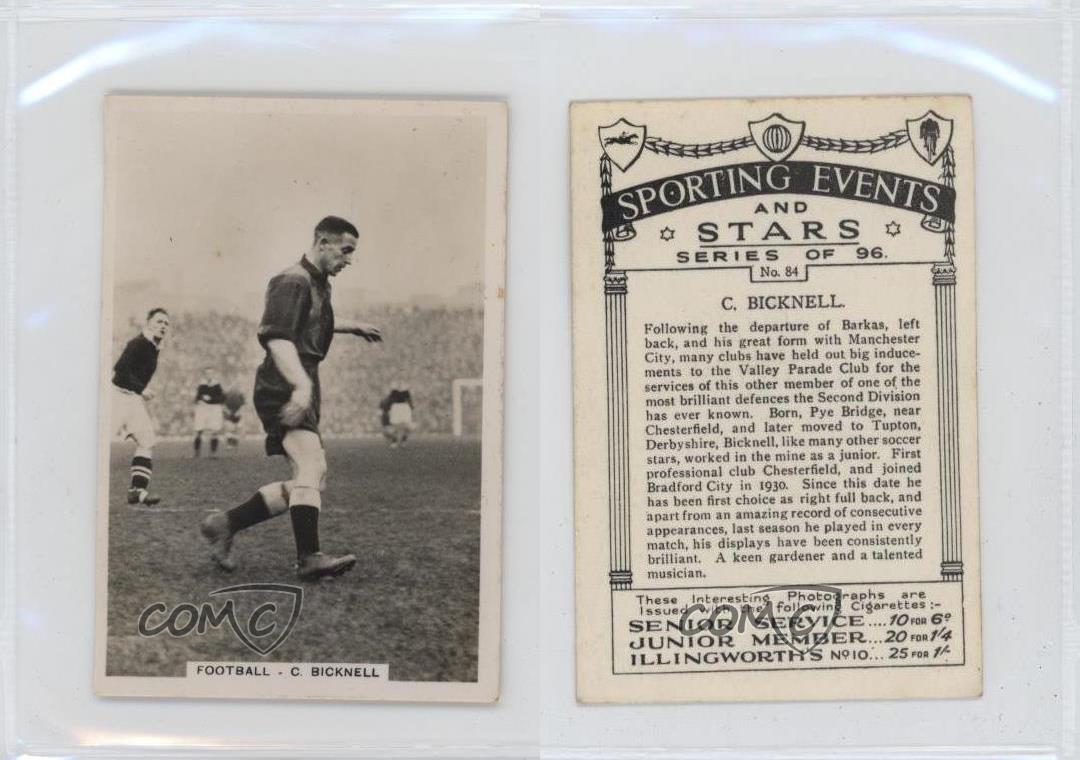 COMC
FOOTBALL - C. BICKNELL
SPORTING EVENTS
AND
STARS
SERIES OF 96.
No. 84
C. BICKNELL.
Following the departure of Barkas, left
back, and his great form with Manchester
City, many clubs have held out big induce-
ments to the Valley Parade Club for the
services of this other member of one of the
most brilliant defences the Second Division
has ever known. Born, Pye Bridge, near
Chesterfield, and later moved to Tupton,
Derbyshire, Bicknell, like many other soccer
stars, worked in the mine as a junior. First
professional club Chesterfield, and joined
Bradford City in 1930. Since this date he
has been first choice as right full back, and
apart from an amazing record of consecutive
appearances, last season he played in every
match, his displays have been consistently
brilliant. A keen gardener and a talented
musician.
These Interesting Photographs are
Issued with the following Cigarettes:-
COMC
SENIOR SERVICE....10 FOR 6D
JUNIOR MEMBER...20 FOR 1/4
ILLINGWORTH'S No10...25 FOR 1/-